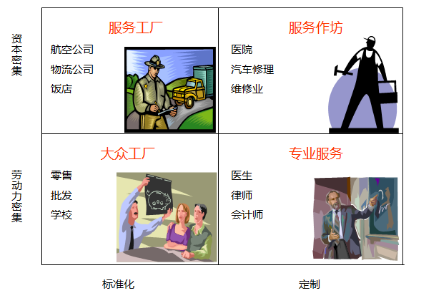 资本密集
服务工厂
航空公司
物流公司
饭店
服务作坊
医院
汽车修理
维修业
劳动力密集
大众工厂
零售
批发
学校
专业服务
医生
律师
会计师
标准化
定制